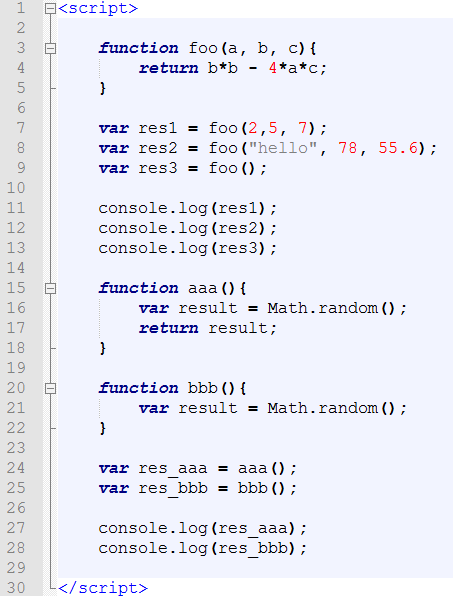 1 <script>
2
3 function foo(a, b, c){
4 return b*b - 4*a*c;
5 }
6
7 var res1 = foo(2,5, 7);
8 var res2 = foo("hello", 78, 55.6);
9 var res3 = foo();
10
11 console.log(res1);
12 console.log(res2);
13 console.log(res3);
14
15 function aaa(){
16 var result = Math.random();
17 return result;
18 }
19
20 function bbb(){
21 var result = Math.random();
22 }
23
24 var res_aaa = aaa();
25 var res_bbb = bbb();
26
27 console.log(res_aaa);
28 console.log(res_bbb);
29
30 </script>